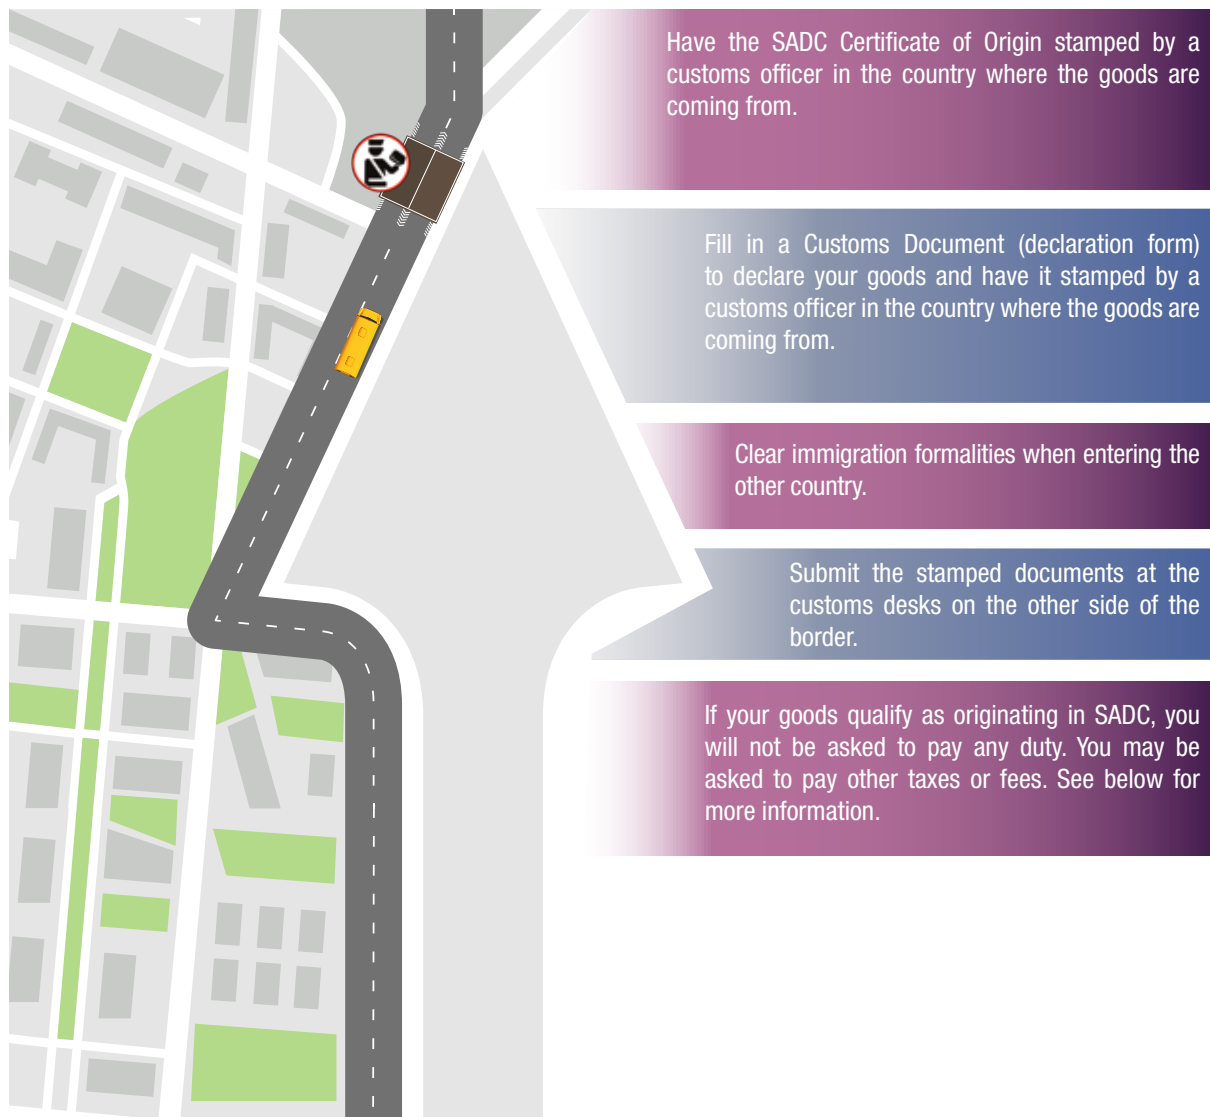 Have the SADC Certificate of Origin stamped by a
customs officer in the country where the goods are
coming from.
Fill in a Customs Document (declaration form)
to declare your goods and have it stamped by a
customs officer in the country where the goods are
coming from.
Clear immigration formalities when entering the
other country.
Submit the stamped documents at the
customs desks on the other side of the
border.
If your goods qualify as originating in SADC, you
will not be asked to pay any duty. You may be
asked to pay other taxes or fees. See below for
more information.